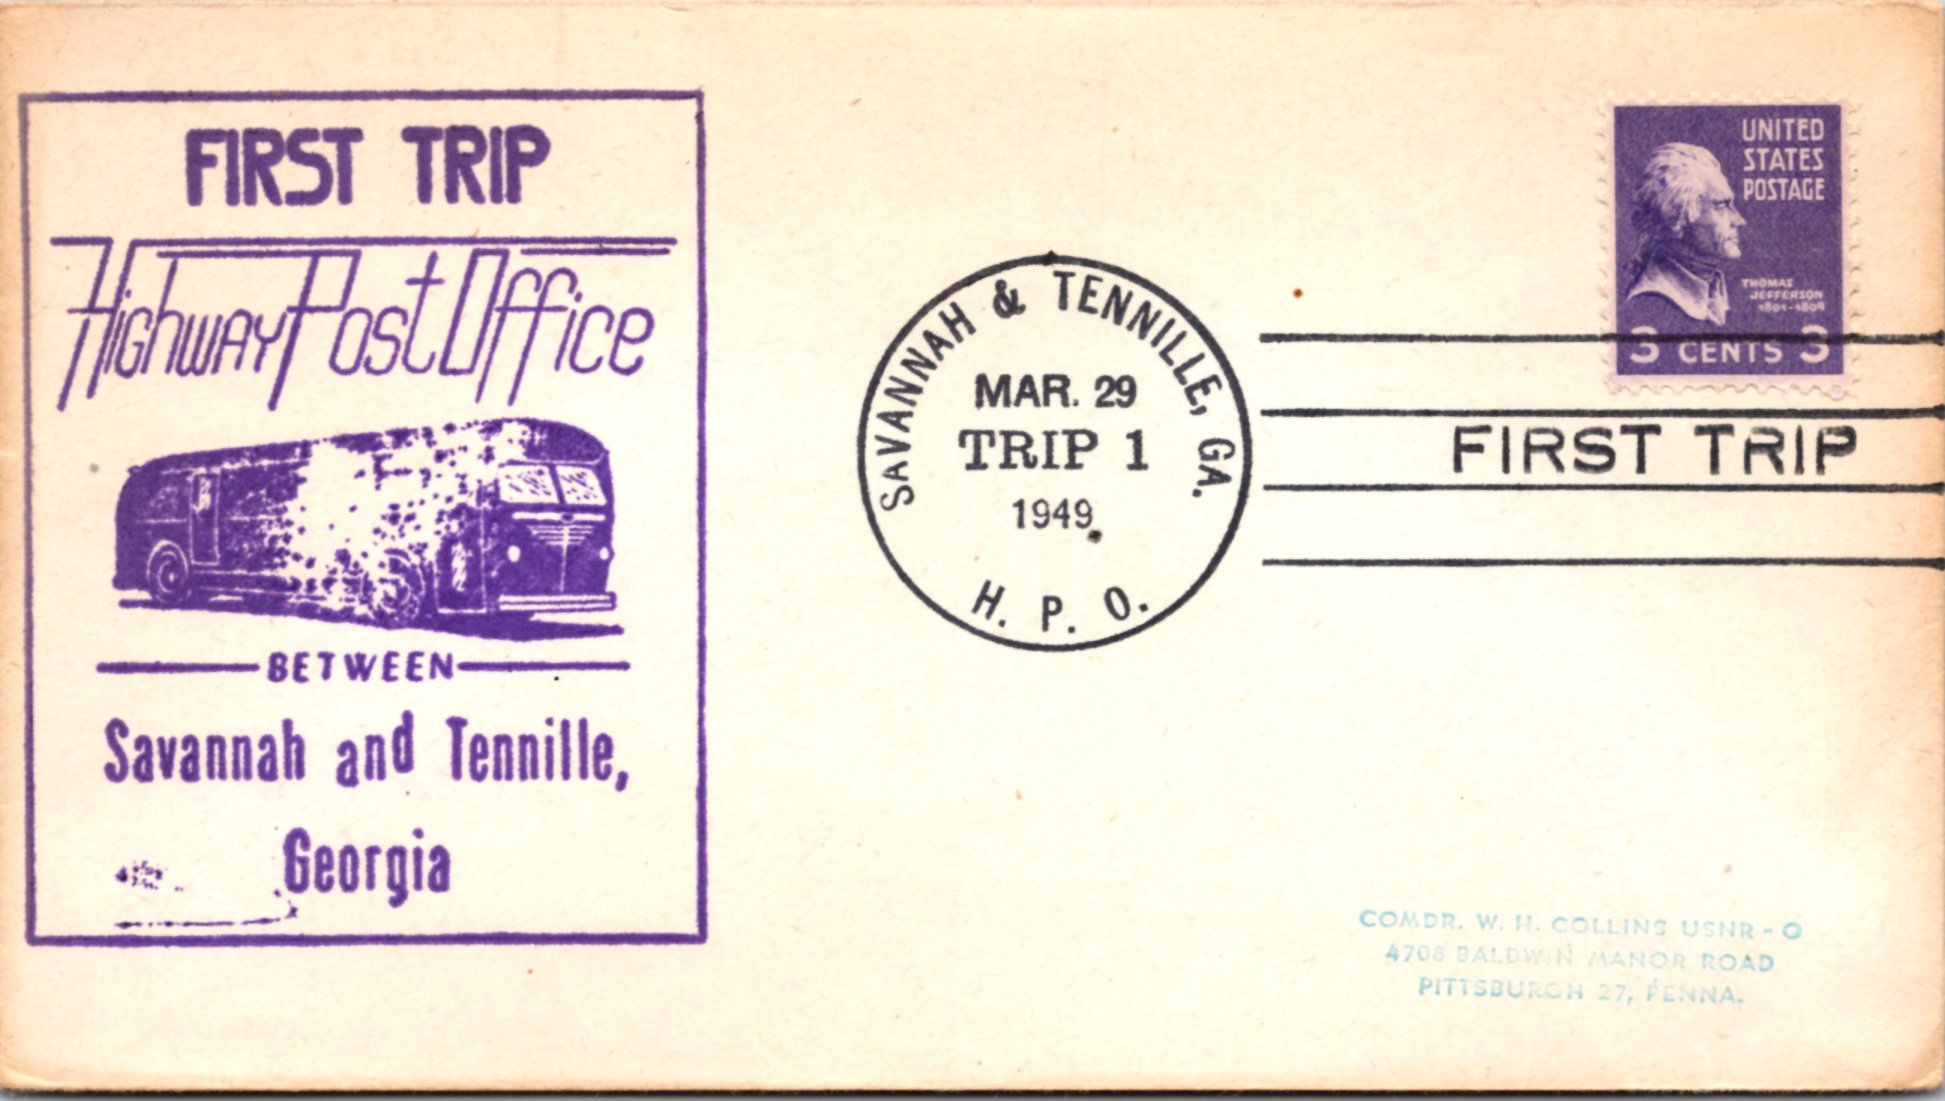 FIRST TRIP
Highway Post Office
BETWEEN
Savannah and Tennille,
Georgia
SAVANNAH & TENNILLE, GA.
MAR. 29
TRIP 1
1949
H. P. O.
UNITED
STATES
POSTAGE
THOMAS
JEFFERSON
1801-1809
3 CENTS 3
FIRST TRIP
COMDR. W. H. COLLINS USNR - O
4708 BALDWIN MANOR ROAD
PITTSBURGH 27, PENNA.